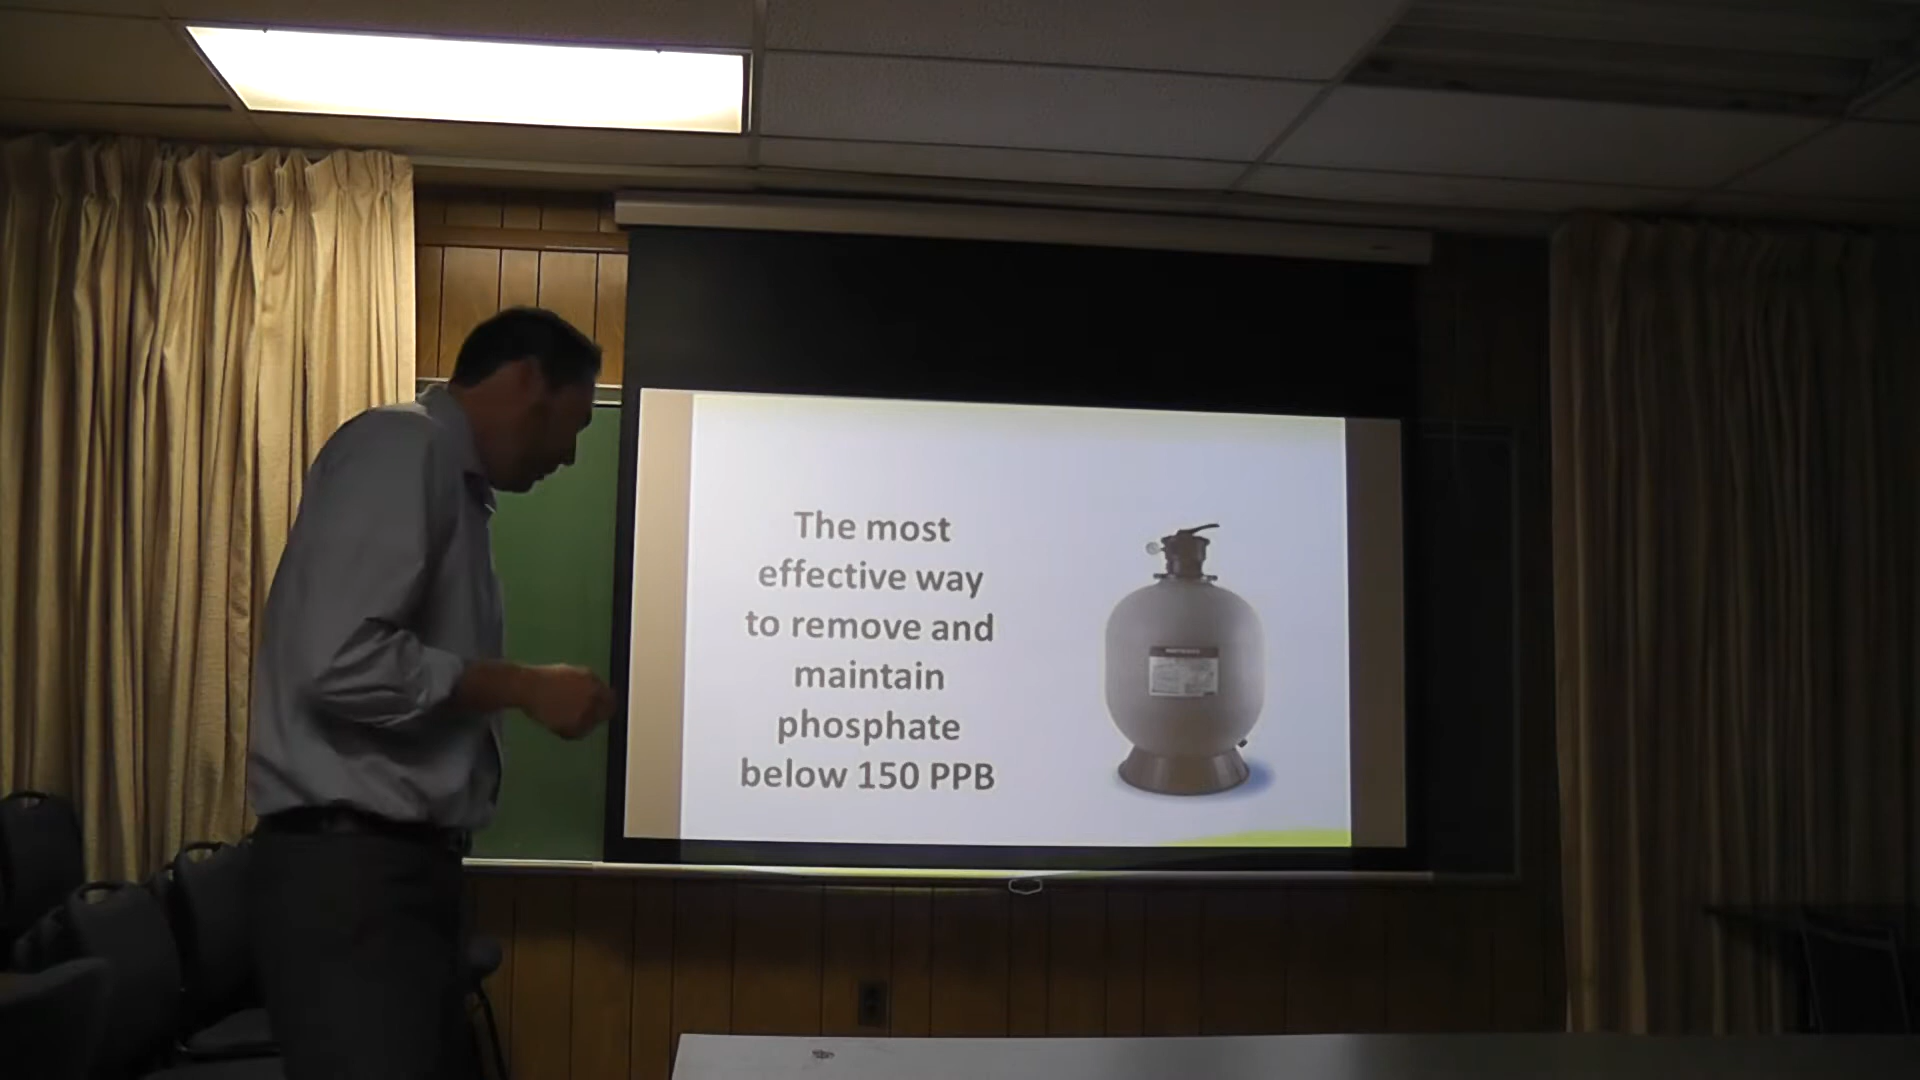 The most
effective way
to remove and
maintain
phosphate
below 150 PPB